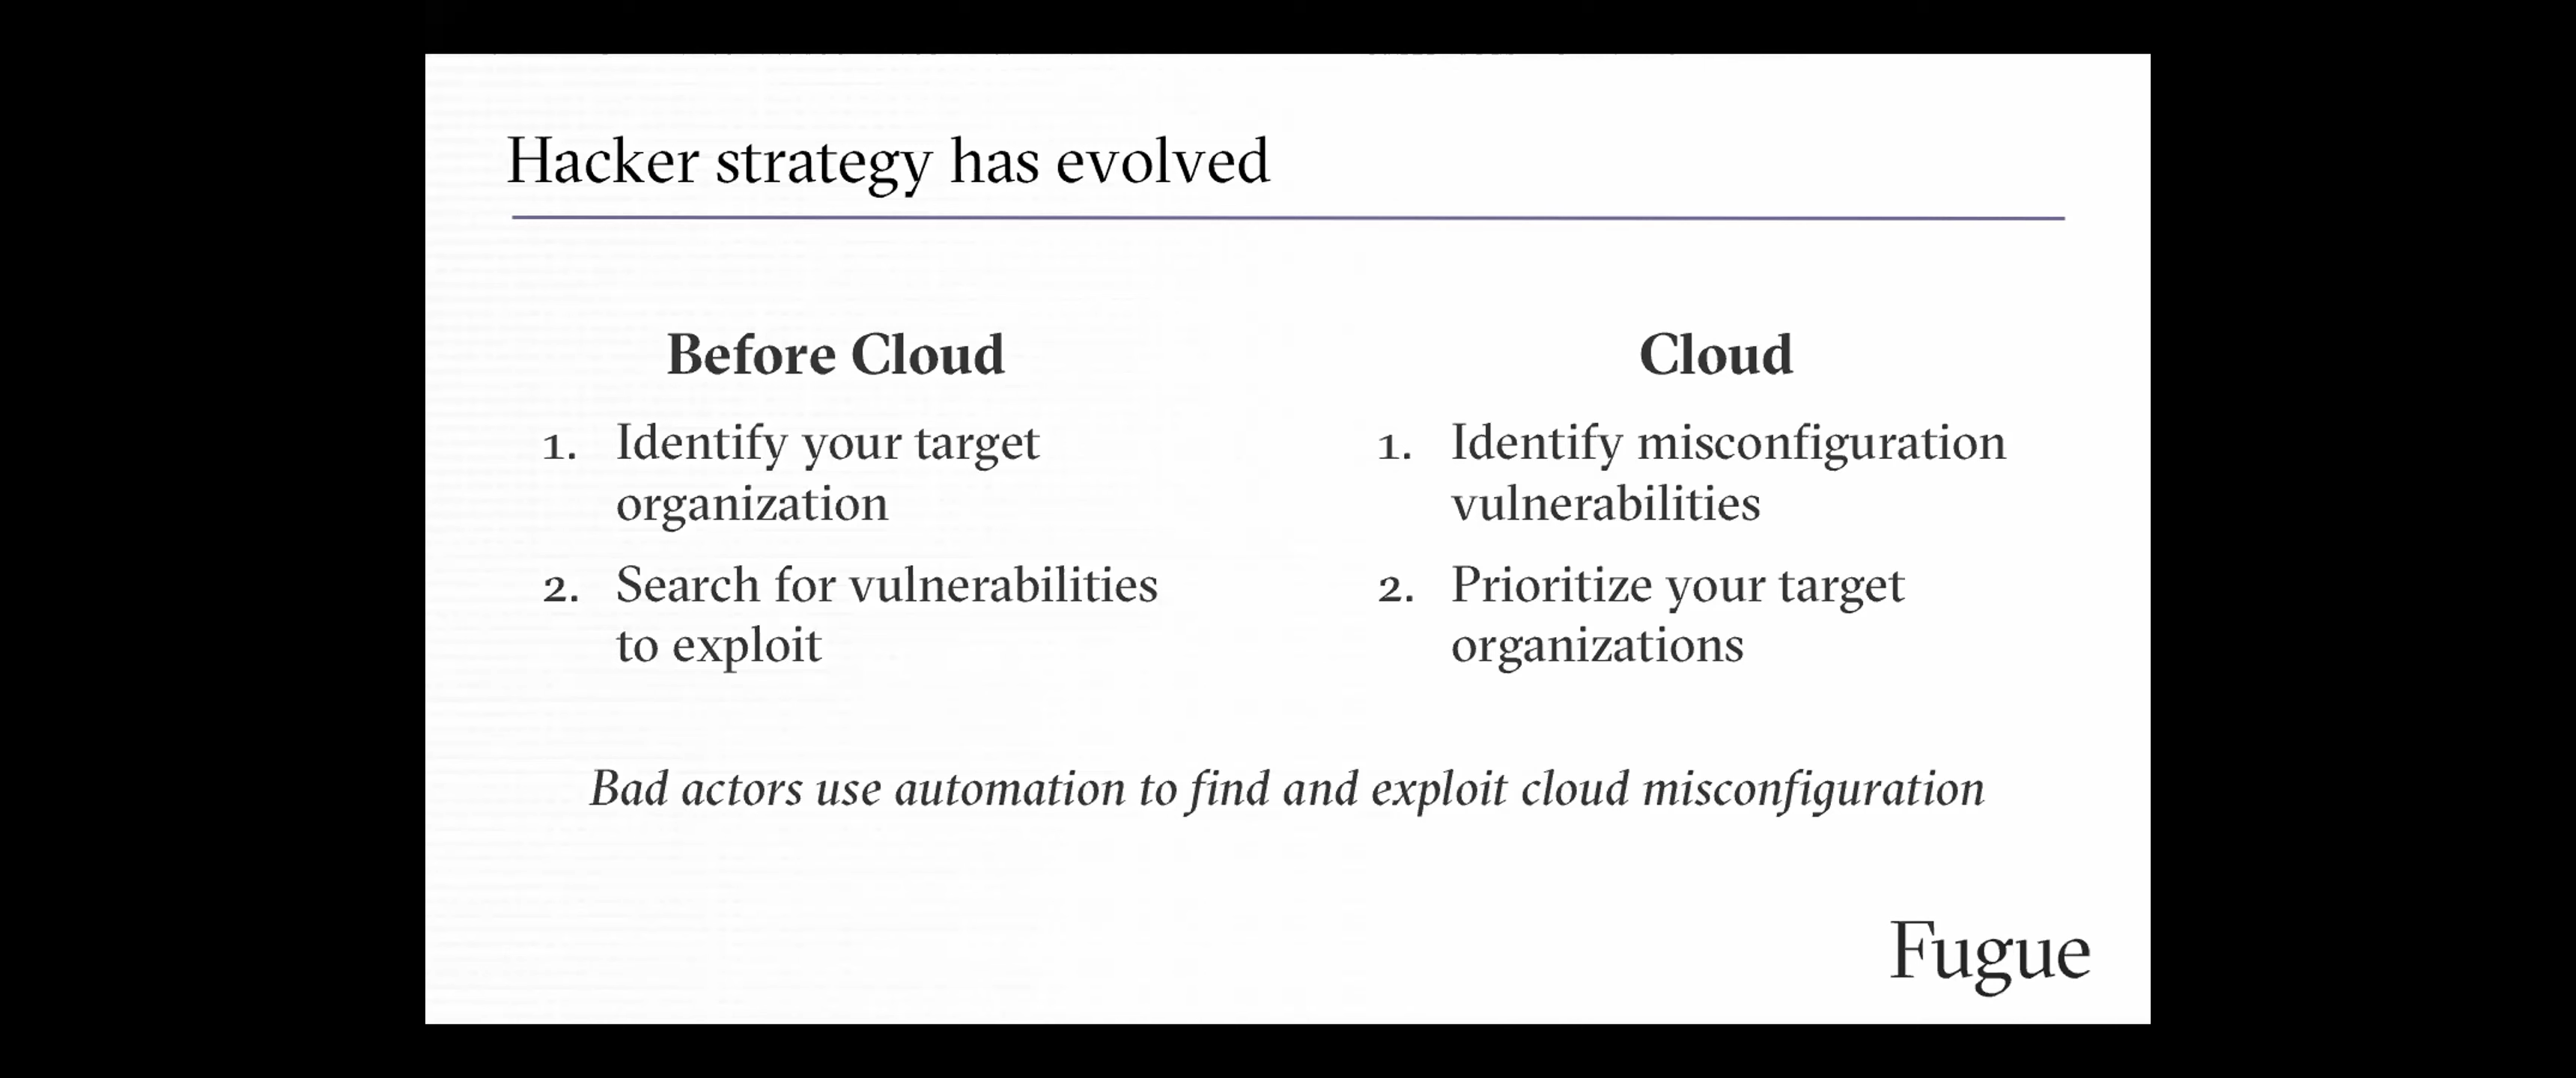 Hacker strategy has evolved
Before Cloud
1. Identify your target
organization
2. Search for vulnerabilities
to exploit
Cloud
1. Identify misconfiguration
vulnerabilities
2. Prioritize your target
organizations
Bad actors use automation to find and exploit cloud misconfiguration
Fugue